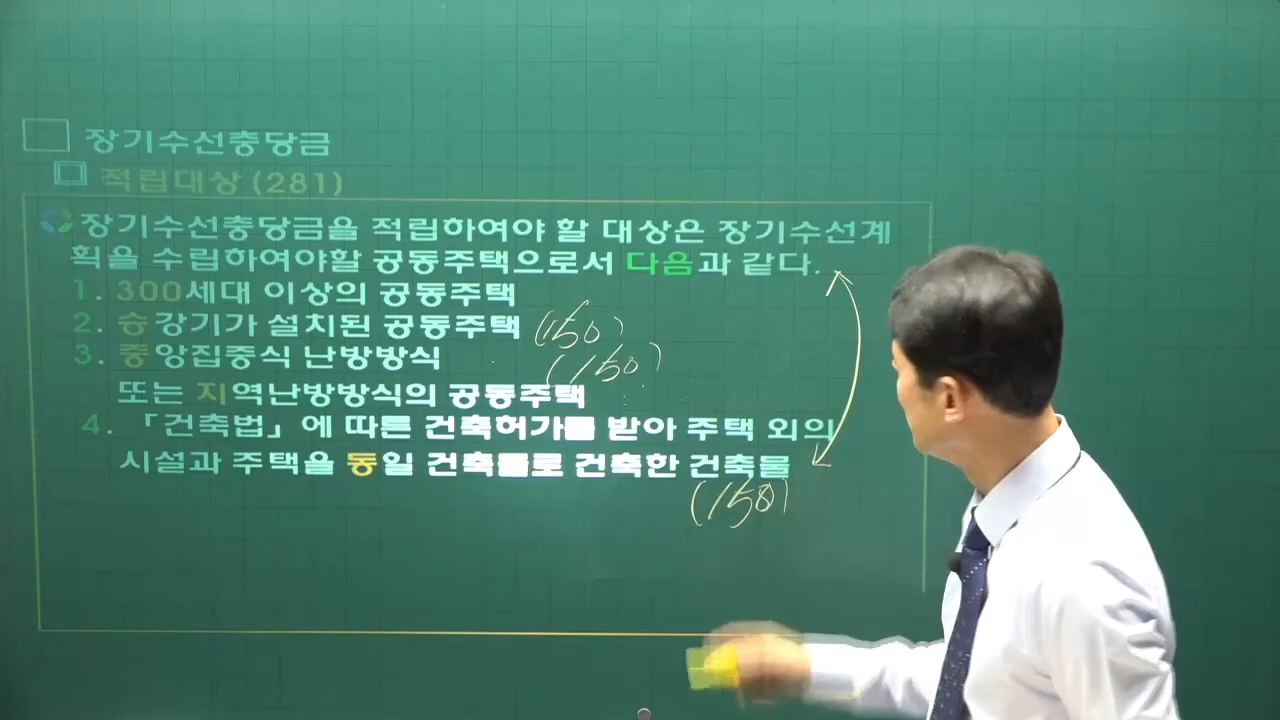 장기수선충당금
적립대상 (281)
장기수선충당금을 적립하여야 할 대상은 장기수선계
획을 수립하여야할 공동주택으로서 다음과 같다.
1. 300세대 이상의 공동주택
2. 승강기가 설치된 공동주택 (150)
3. 중앙집중식 난방방식 (150)
또는 지역난방방식의 공동주택
4. 「건축법」에 따른 건축허가를 받아 주택 외의
시설과 주택을 동일 건축물로 건축한 건축물
(150)